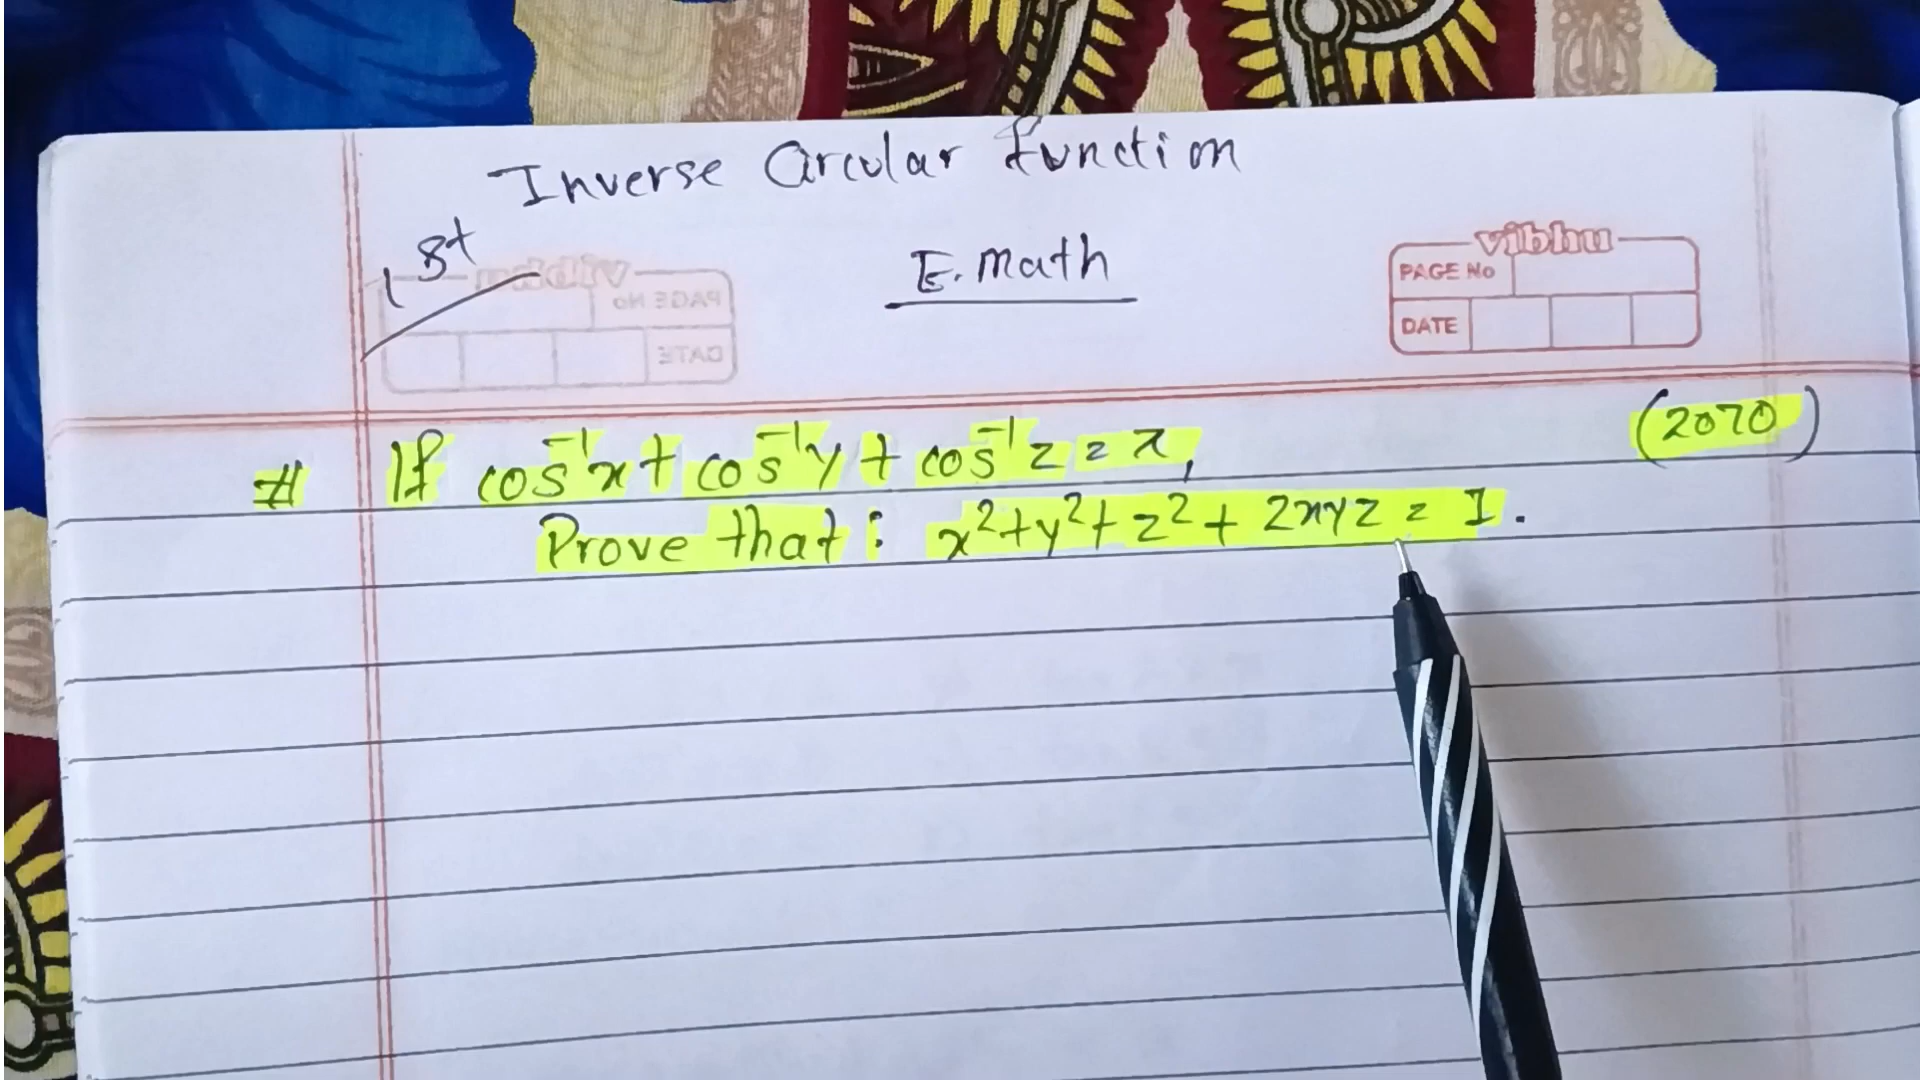 Inverse Circular function
1st
E. math
vibhu
PAGE No
DATE
# If cos⁻¹x + cos⁻¹y + cos⁻¹z = π, (2070)
Prove that : x² + y² + z² + 2xyz = 1.